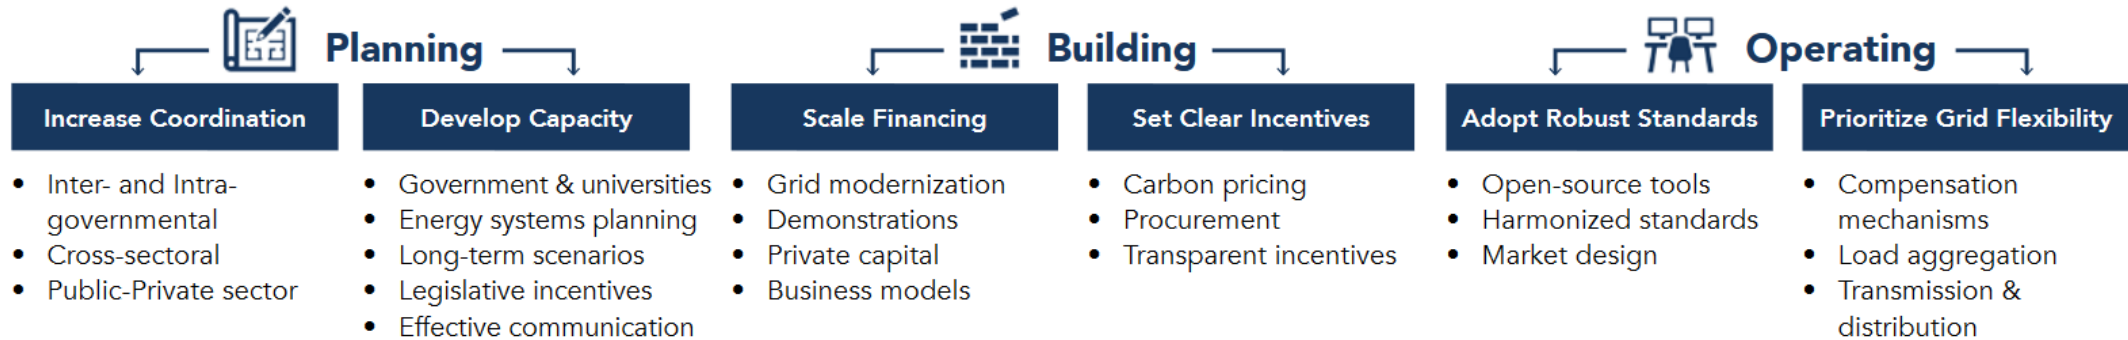 Planning
Increase Coordination
• Inter- and Intra-
governmental
• Cross-sectoral
• Public-Private sector
Develop Capacity
• Government & universities
• Energy systems planning
• Long-term scenarios
• Legislative incentives
• Effective communication
Building
Scale Financing
• Grid modernization
• Demonstrations
• Private capital
• Business models
Set Clear Incentives
• Carbon pricing
• Procurement
• Transparent incentives
Operating
Adopt Robust Standards
• Open-source tools
• Harmonized standards
• Market design
Prioritize Grid Flexibility
• Compensation
mechanisms
• Load aggregation
• Transmission &
distribution